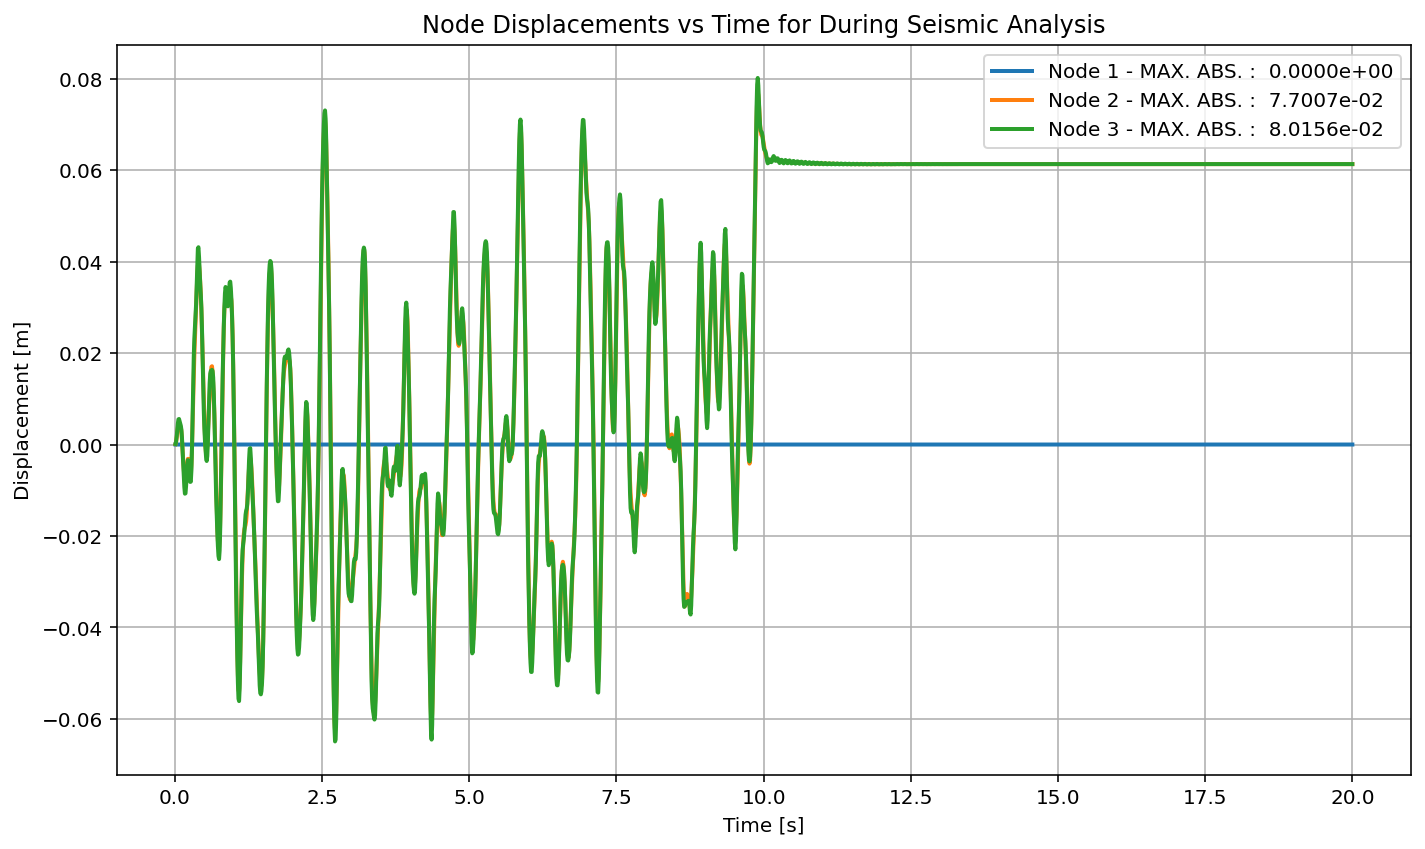 Node Displacements vs Time for During Seismic Analysis
Node 1 - MAX. ABS. :  0.0000e+00
Node 2 - MAX. ABS. :  7.7007e-02
Node 3 - MAX. ABS. :  8.0156e-02
Displacement [m]
0.08
0.06
0.04
0.02
0.00
−0.02
−0.04
−0.06
0.0 2.5 5.0 7.5 10.0 12.5 15.0 17.5 20.0
Time [s]